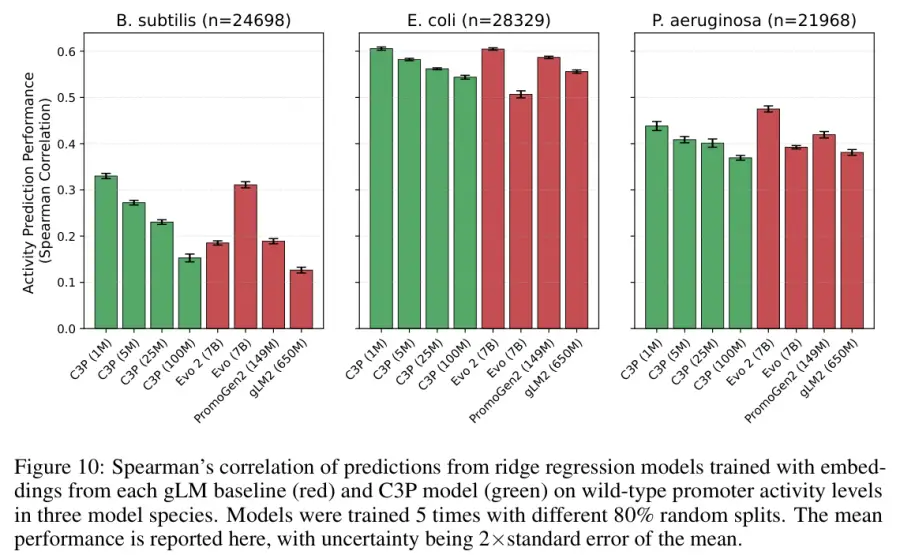 B. subtilis (n=24698)
E. coli (n=28329)
P. aeruginosa (n=21968)
Activity Prediction Performance
(Spearman Correlation)
0.6
0.5
0.4
0.3
0.2
0.1
0.0
C3P (1M)
C3P (5M)
C3P (25M)
C3P (100M)
Evo 2 (7B)
Evo (7B)
PromoGen2 (149M)
gLM2 (650M)
C3P (1M)
C3P (5M)
C3P (25M)
C3P (100M)
Evo 2 (7B)
Evo (7B)
PromoGen2 (149M)
gLM2 (650M)
C3P (1M)
C3P (5M)
C3P (25M)
C3P (100M)
Evo 2 (7B)
Evo (7B)
PromoGen2 (149M)
gLM2 (650M)
Figure 10: Spearman's correlation of predictions from ridge regression models trained with embed-
dings from each gLM baseline (red) and C3P model (green) on wild-type promoter activity levels
in three model species. Models were trained 5 times with different 80% random splits. The mean
performance is reported here, with uncertainty being 2×standard error of the mean.